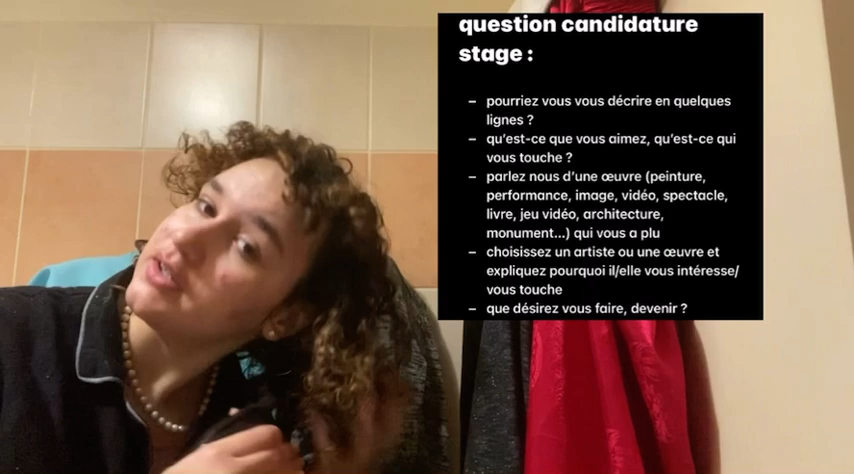 question candidature
stage :
– pourriez vous vous décrire en quelques
lignes ?
– qu'est-ce que vous aimez, qu'est-ce qui
vous touche ?
– parlez nous d'une œuvre (peinture,
performance, image, vidéo, spectacle,
livre, jeu vidéo, architecture,
monument...) qui vous a plu
– choisissez un artiste ou une œuvre et
expliquez pourquoi il/elle vous intéresse/
vous touche
– que désirez vous faire, devenir ?